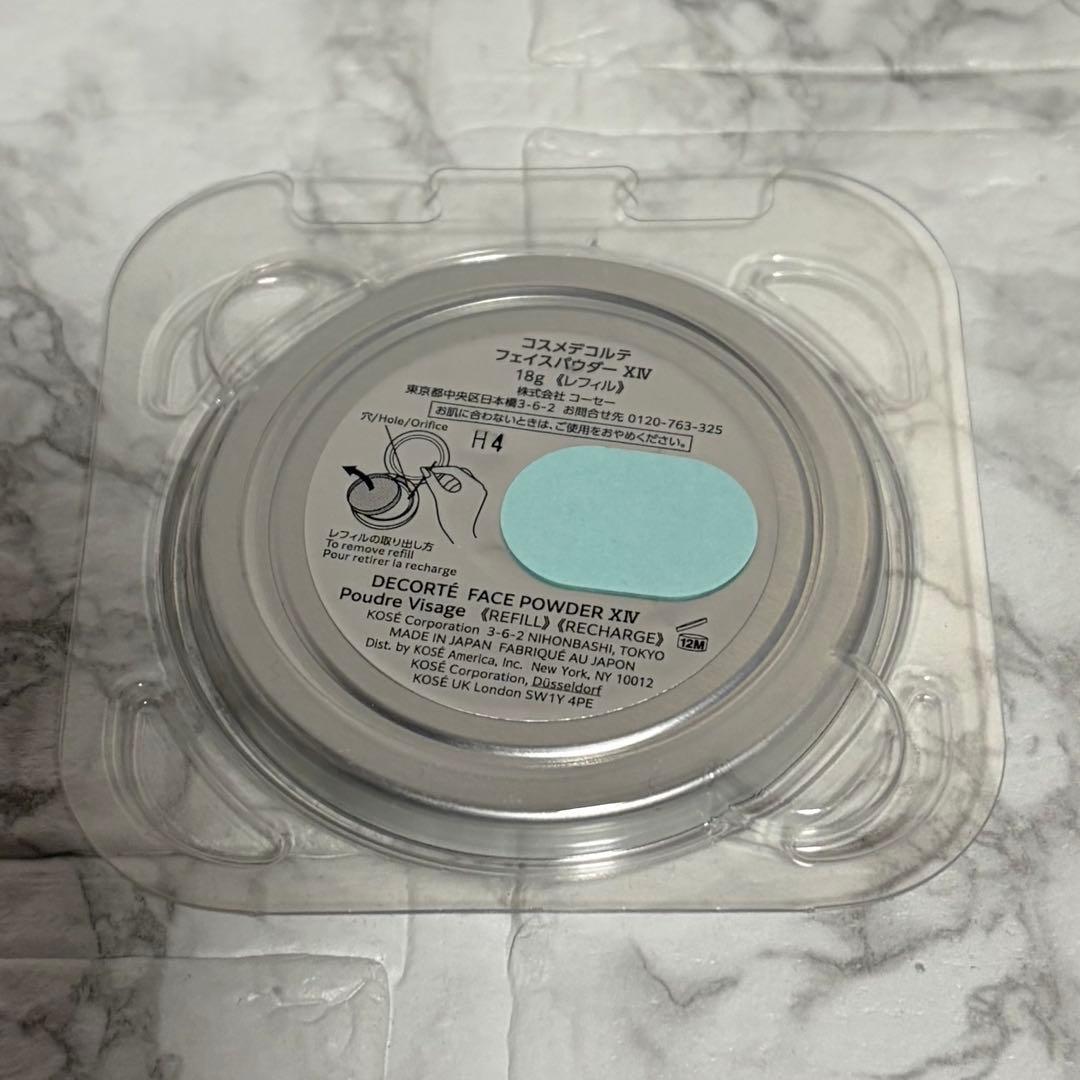 コスメデコルテ
フェイスパウダー XIV
18g 《レフィル》
株式会社 コーセー
東京都中央区日本橋3-6-2 お問合せ先 0120-763-325
お肌に合わないときは、ご使用をおやめください。
穴/Hole/Orifice
H4
レフィルの取り出し方
To remove refill
Pour retirer la recharge
DECORTÉ FACE POWDER XIV
Poudre Visage 《REFILL》《RECHARGE》
KOSÉ Corporation 3-6-2 NIHONBASHI, TOKYO
12M
MADE IN JAPAN FABRIQUÉ AU JAPON
Dist. by KOSÉ America, Inc. New York, NY 10012
KOSÉ Corporation, Düsseldorf
KOSÉ UK London SW1Y 4PE